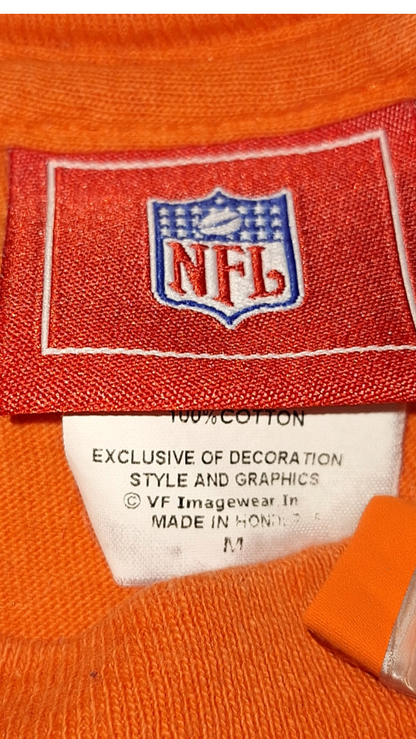 NFL
100% COTTON
EXCLUSIVE OF DECORATION
STYLE AND GRAPHICS
© VF Imagewear In
MADE IN
M